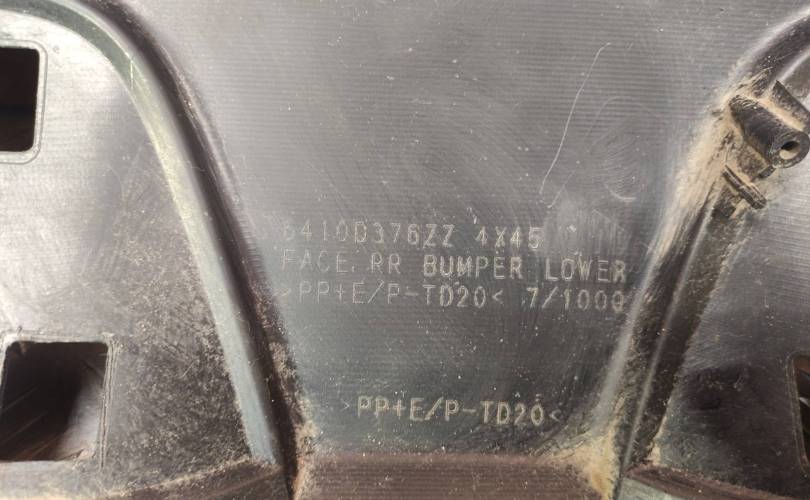 6410D376ZZ 4X45
FACE, RR BUMPER LOWER
>PP+E/P-TD20< 7/1000
>PP+E/P-TD20<